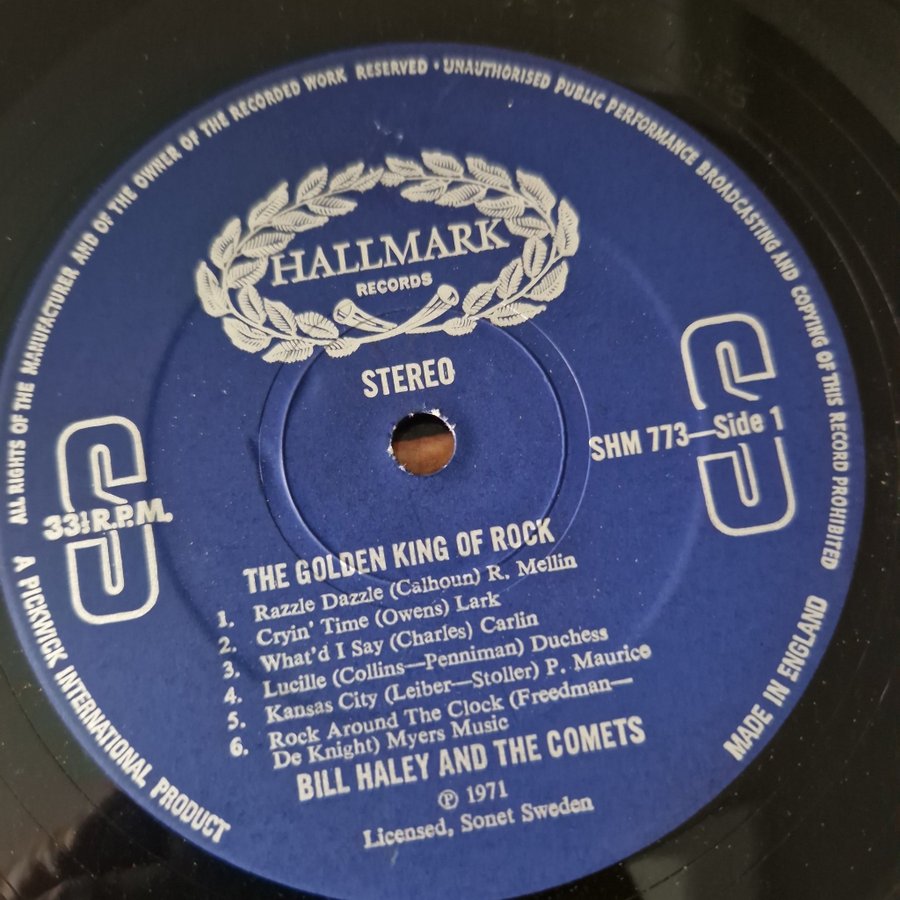 ALL RIGHTS OF THE MANUFACTURER AND OF THE OWNER OF THE RECORDED WORK RESERVED · UNAUTHORISED PUBLIC PERFORMANCE BROADCASTING AND COPYING OF THIS RECORD PROHIBITED
HALLMARK
RECORDS
STEREO
SHM 773—Side 1
33⅓ R.P.M.
THE GOLDEN KING OF ROCK
1. Razzle Dazzle (Calhoun) R. Mellin
2. Cryin' Time (Owens) Lark
3. What'd I Say (Charles) Carlin
4. Lucille (Collins—Penniman) Duchess
5. Kansas City (Leiber—Stoller) P. Maurice
6. Rock Around The Clock (Freedman—
De Knight) Myers Music
BILL HALEY AND THE COMETS
℗ 1971
Licensed, Sonet Sweden
A PICKWICK INTERNATIONAL PRODUCT
MADE IN ENGLAND